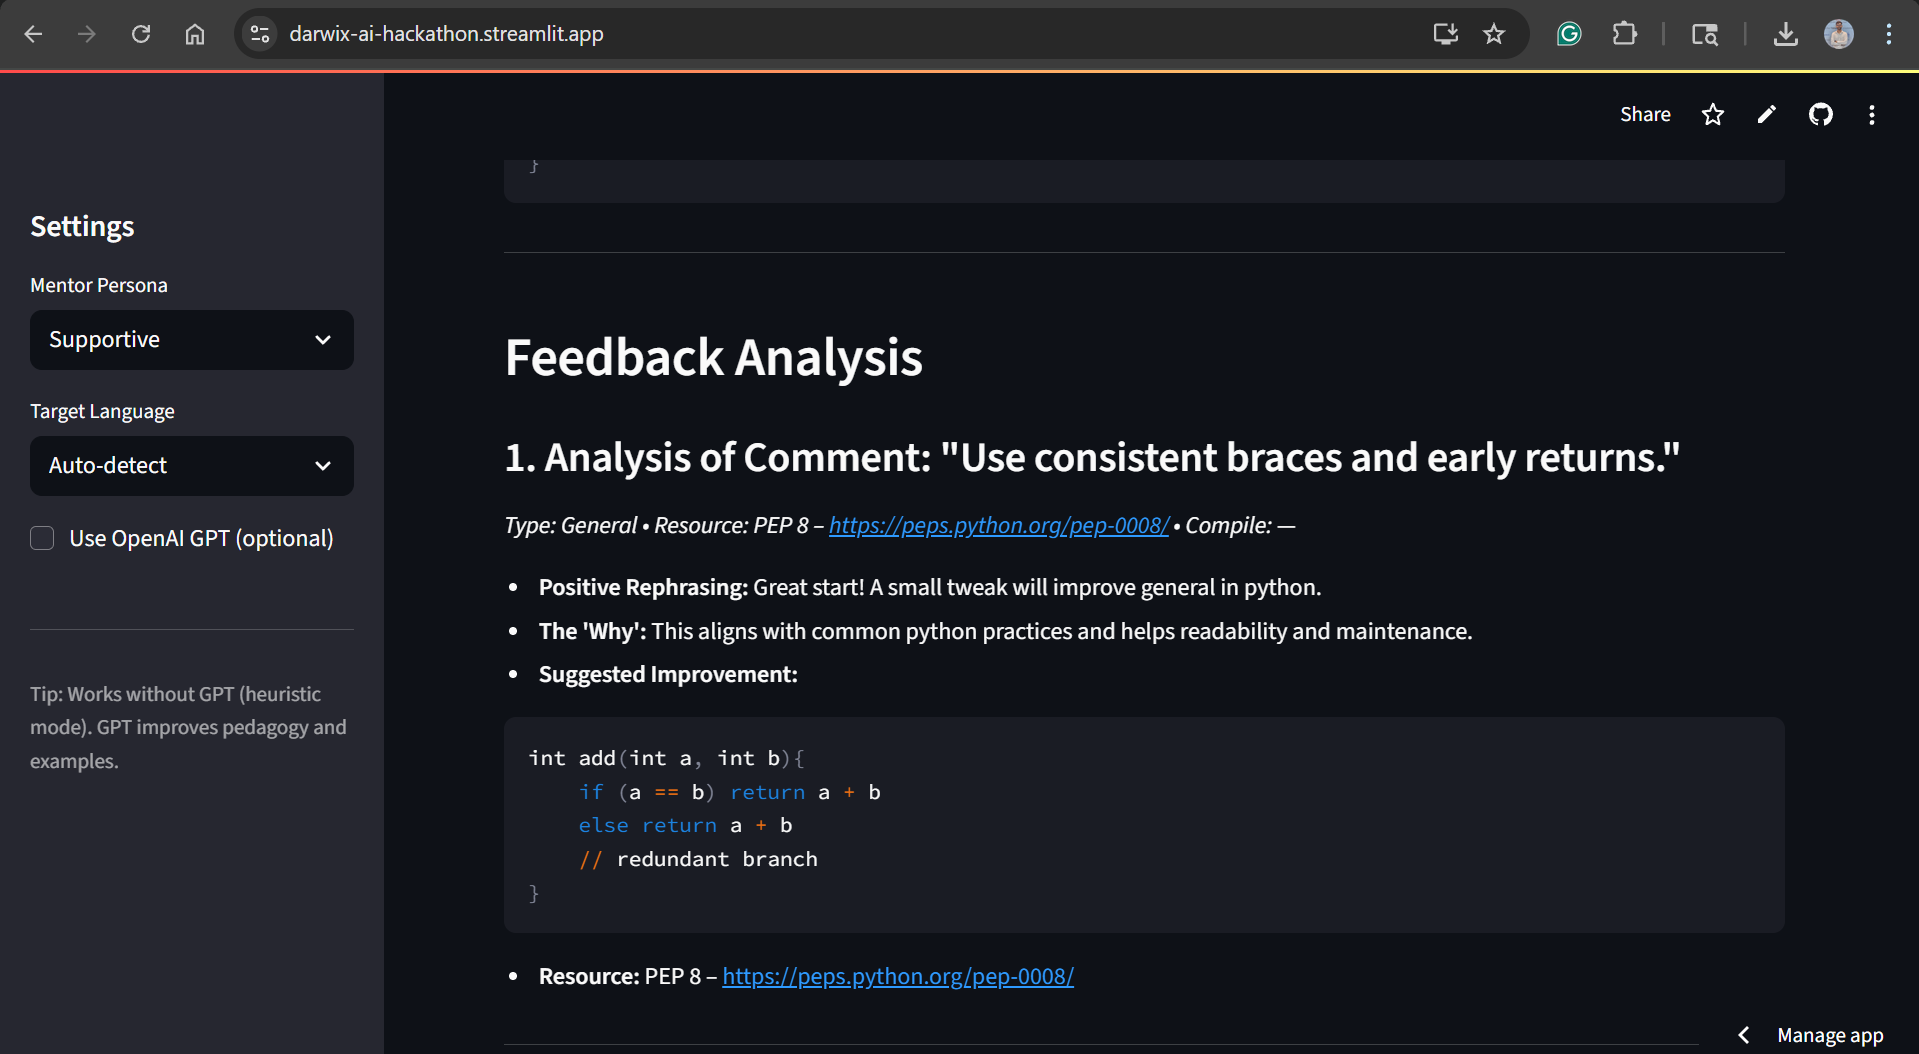 darwix-ai-hackathon.streamlit.app
Share
Settings
Mentor Persona
Supportive
Target Language
Auto-detect
Use OpenAI GPT (optional)
Tip: Works without GPT (heuristic
mode). GPT improves pedagogy and
examples.
}
Feedback Analysis
1. Analysis of Comment: "Use consistent braces and early returns."
Type: General • Resource: PEP 8 – https://peps.python.org/pep-0008/ • Compile: —
• Positive Rephrasing: Great start! A small tweak will improve general in python.
• The 'Why': This aligns with common python practices and helps readability and maintenance.
• Suggested Improvement:
int add(int a, int b){
    if (a == b) return a + b
    else return a + b
    // redundant branch
}
• Resource: PEP 8 – https://peps.python.org/pep-0008/
Manage app